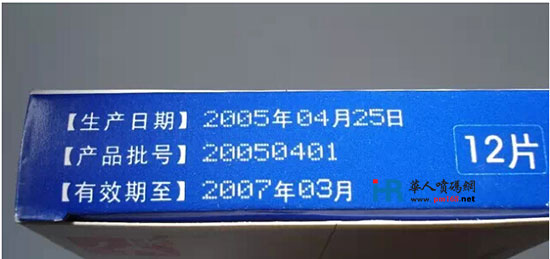 【生产日期】2005年04月25日
【产品批号】20050401
【有效期至】2007年03月
12片
HR 華人噴碼網